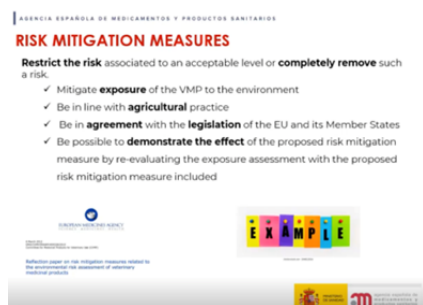 AGENCIA ESPAÑOLA DE MEDICAMENTOS Y PRODUCTOS SANITARIOS
RISK MITIGATION MEASURES
Restrict the risk associated to an acceptable level or completely remove such
a risk.
✓ Mitigate exposure of the VMP to the environment
✓ Be in line with agricultural practice
✓ Be in agreement with the legislation of the EU and its Member States
✓ Be possible to demonstrate the effect of the proposed risk mitigation
measure by re-evaluating the exposure assessment with the proposed
risk mitigation measure included
EUROPEAN MEDICINES AGENCY
EXAMPLE
Reflection paper on risk mitigation measures related to
the environmental risk assessment of veterinary
medicinal products